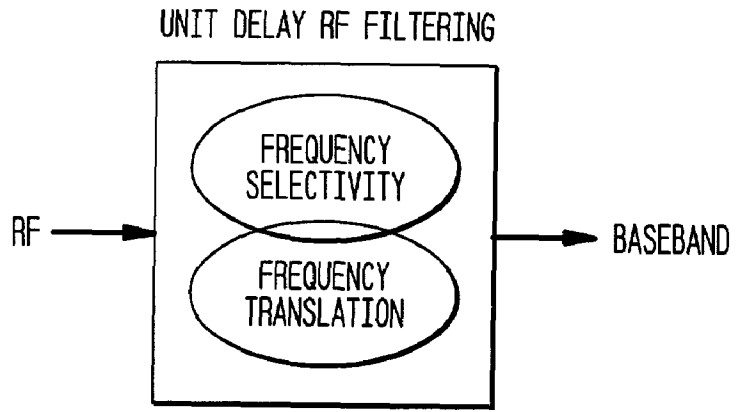 UNIT DELAY RF FILTERING
FREQUENCY
SELECTIVITY
RF
BASEBAND
FREQUENCY
TRANSLATION